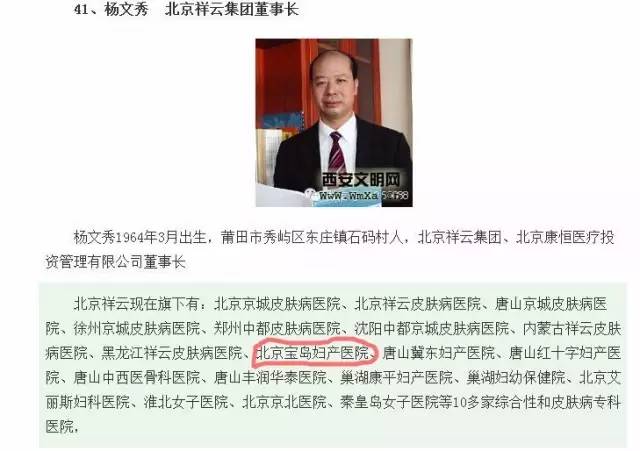 41、杨文秀　北京祥云集团董事长
西安文明网
WwW.WmXa
杨文秀1964年3月出生，莆田市秀屿区东庄镇石码村人，北京祥云集团、北京康恒医疗投
资管理有限公司董事长
北京祥云现在旗下有：北京京城皮肤病医院、北京祥云皮肤病医院、唐山京城皮肤病医
院、徐州京城皮肤病医院、郑州中都皮肤病医院、沈阳中都京城皮肤病医院、内蒙古祥云皮肤
病医院、黑龙江祥云皮肤病医院、北京宝岛妇产医院、唐山冀东妇产医院、唐山红十字妇产医
院、唐山中西医骨科医院、唐山丰润华泰医院、巢湖康平妇产医院、巢湖妇幼保健院、北京艾
丽斯妇科医院、淮北女子医院、北京京北医院、秦皇岛女子医院等10多家综合性和皮肤病专科
医院，